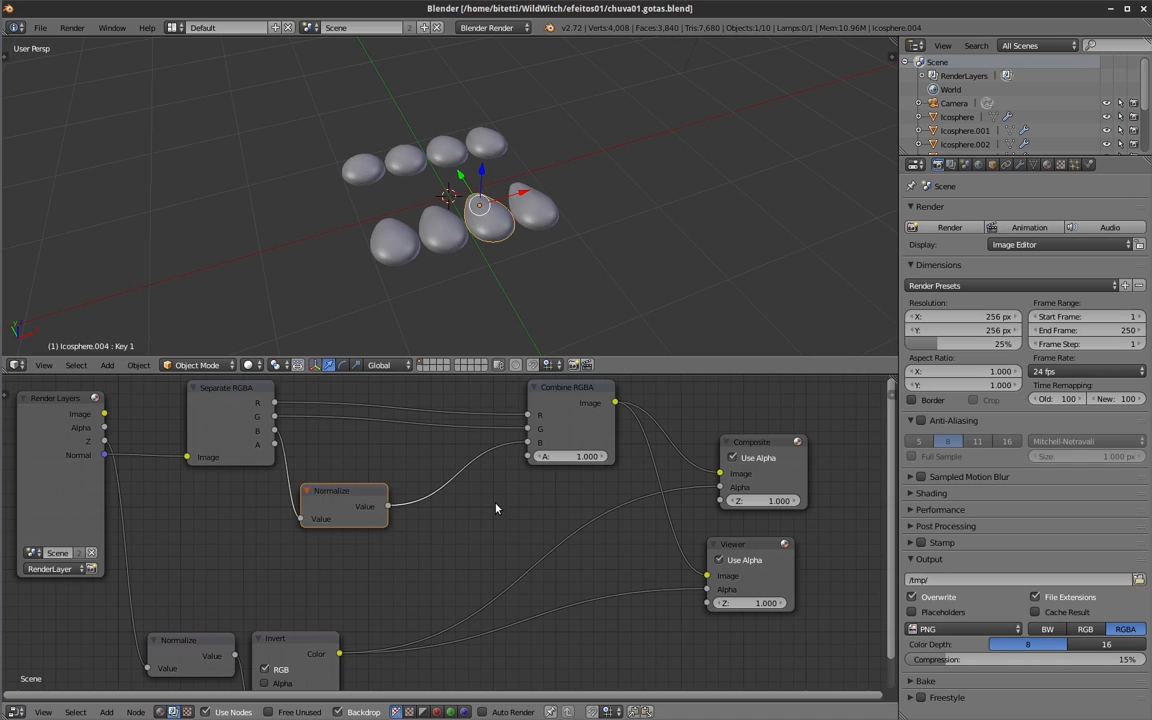 Blender [/home/bitetti/WildWitch/efeitos01/chuva01.gotas.blend]
File Render Window Help Default Scene 2 Blender Render v2.72 | Verts:4,008 | Faces:3,840 | Tris:7,680 | Objects:1/10 | Lamps:0/1 | Mem:10.96M | Icosphere.004
User Persp
(1) Icosphere.004 : Key 1
View Select Add Object Object Mode Global
Render Layers
Image
Alpha
Z
Normal
Scene 2
RenderLayer
Separate RGBA
R
G
B
A
Image
Normalize
Value
Value
Combine RGBA
Image
R
G
B
A: 1.000
Composite
Use Alpha
Image
Alpha
Z: 1.000
Viewer
Use Alpha
Image
Alpha
Z: 1.000
Normalize
Value
Value
Invert
Color
RGB
Alpha
Scene
View Select Add Node Use Nodes Free Unused Backdrop Auto Render
View Search All Scenes
Scene
RenderLayers
World
Camera
Icosphere
Icosphere.001
Icosphere.002
Scene
Render
Render Animation Audio
Display: Image Editor
Dimensions
Render Presets
Resolution: Frame Range:
X: 256 px Start Frame: 1
Y: 256 px End Frame: 250
25% Frame Step: 1
Aspect Ratio: Frame Rate:
X: 1.000 24 fps
Y: 1.000 Time Remapping:
Border Crop Old: 100 New: 100
Anti-Aliasing
5 8 11 16 Mitchell-Netravali
Full Sample Size: 1.000 px
Sampled Motion Blur
Shading
Performance
Post Processing
Stamp
Output
/tmp/
Overwrite File Extensions
Placeholders Cache Result
PNG BW RGB RGBA
Color Depth: 8 16
Compression: 15%
Bake
Freestyle